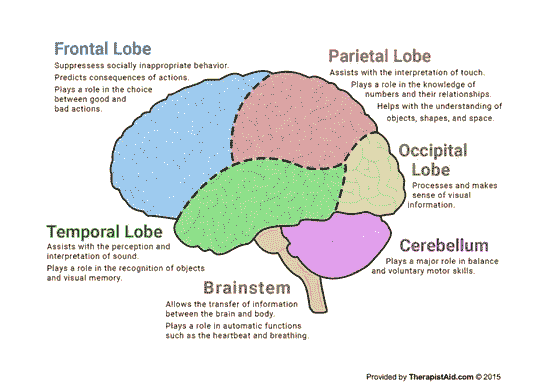 Frontal Lobe
Suppressess socially inappropriate behavior.
Predicts consequences of actions.
Plays a role in the choice
between good and
bad actions.
Parietal Lobe
Assists with the interpretation of touch.
Plays a role in the knowledge of
numbers and their relationships.
Helps with the understanding of
objects, shapes, and space.
Occipital
Lobe
Processes and makes
sense of visual
information.
Temporal Lobe
Assists with the perception and
interpretation of sound.
Plays a role in the recognition of objects
and visual memory.
Cerebellum
Plays a major role in balance
and voluntary motor skills.
Brainstem
Allows the transfer of information
between the brain and body.
Plays a role in automatic functions
such as the heartbeat and breathing.
Provided by TherapistAid.com © 2015